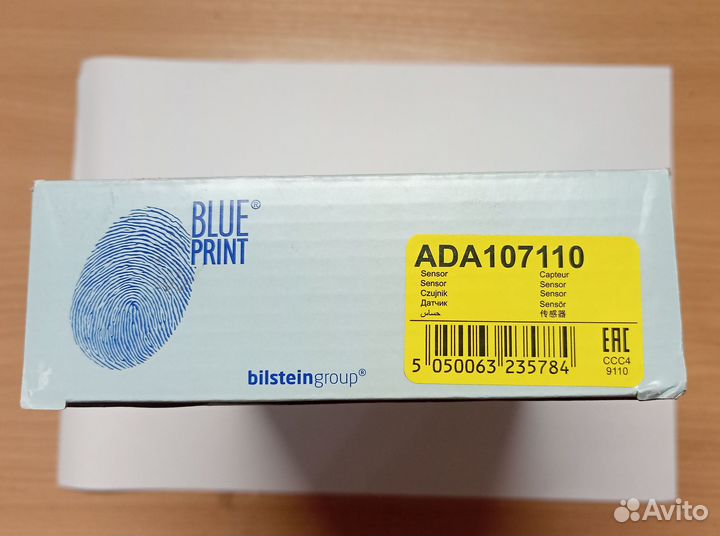 BLUE®
PRINT
bilsteingroup®
ADA107110
Sensor
Sensor
Czujnik
Датчик
حساس
Capteur
Sensor
Sensor
Sensör
传感器
5 050063 235784
EAC
CCC4
9110
Avito